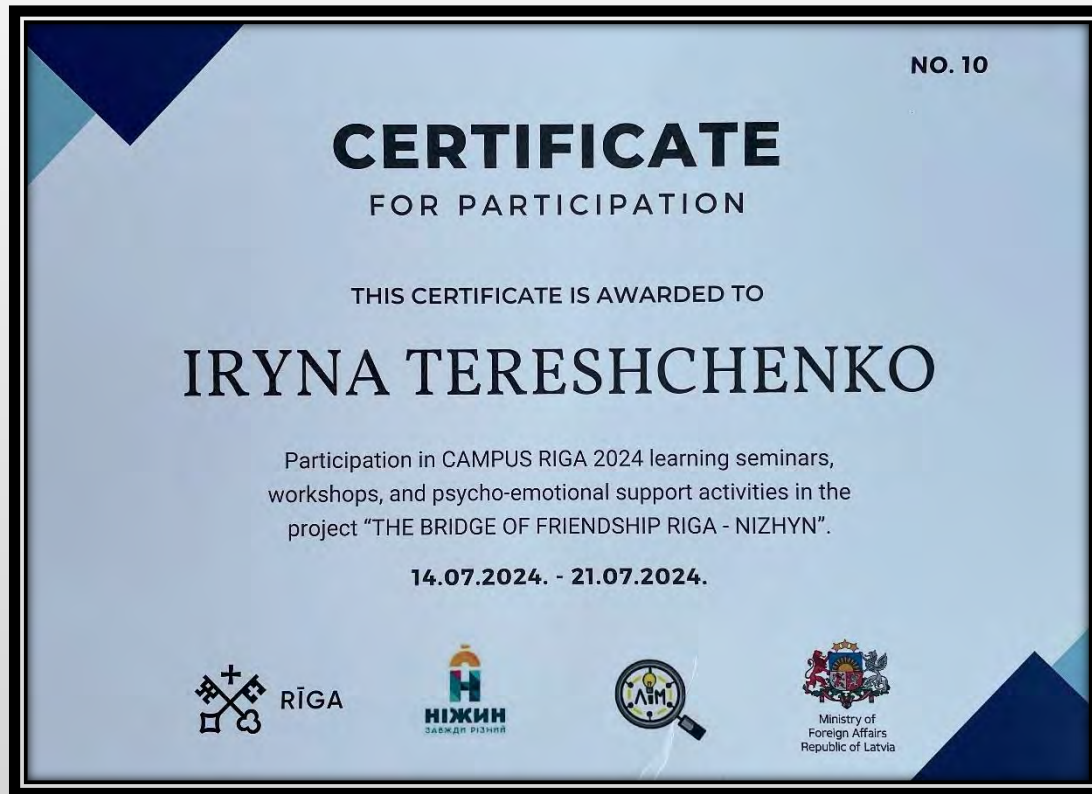 NO. 10
CERTIFICATE
FOR PARTICIPATION
THIS CERTIFICATE IS AWARDED TO
IRYNA TERESHCHENKO
Participation in CAMPUS RIGA 2024 learning seminars,
workshops, and psycho-emotional support activities in the
project “THE BRIDGE OF FRIENDSHIP RIGA - NIZHYN”.
14.07.2024. - 21.07.2024.
RĪGA
НІЖИН
ЗАВЖДИ РІЗНИЙ
ЛІМ
Ministry of
Foreign Affairs
Republic of Latvia